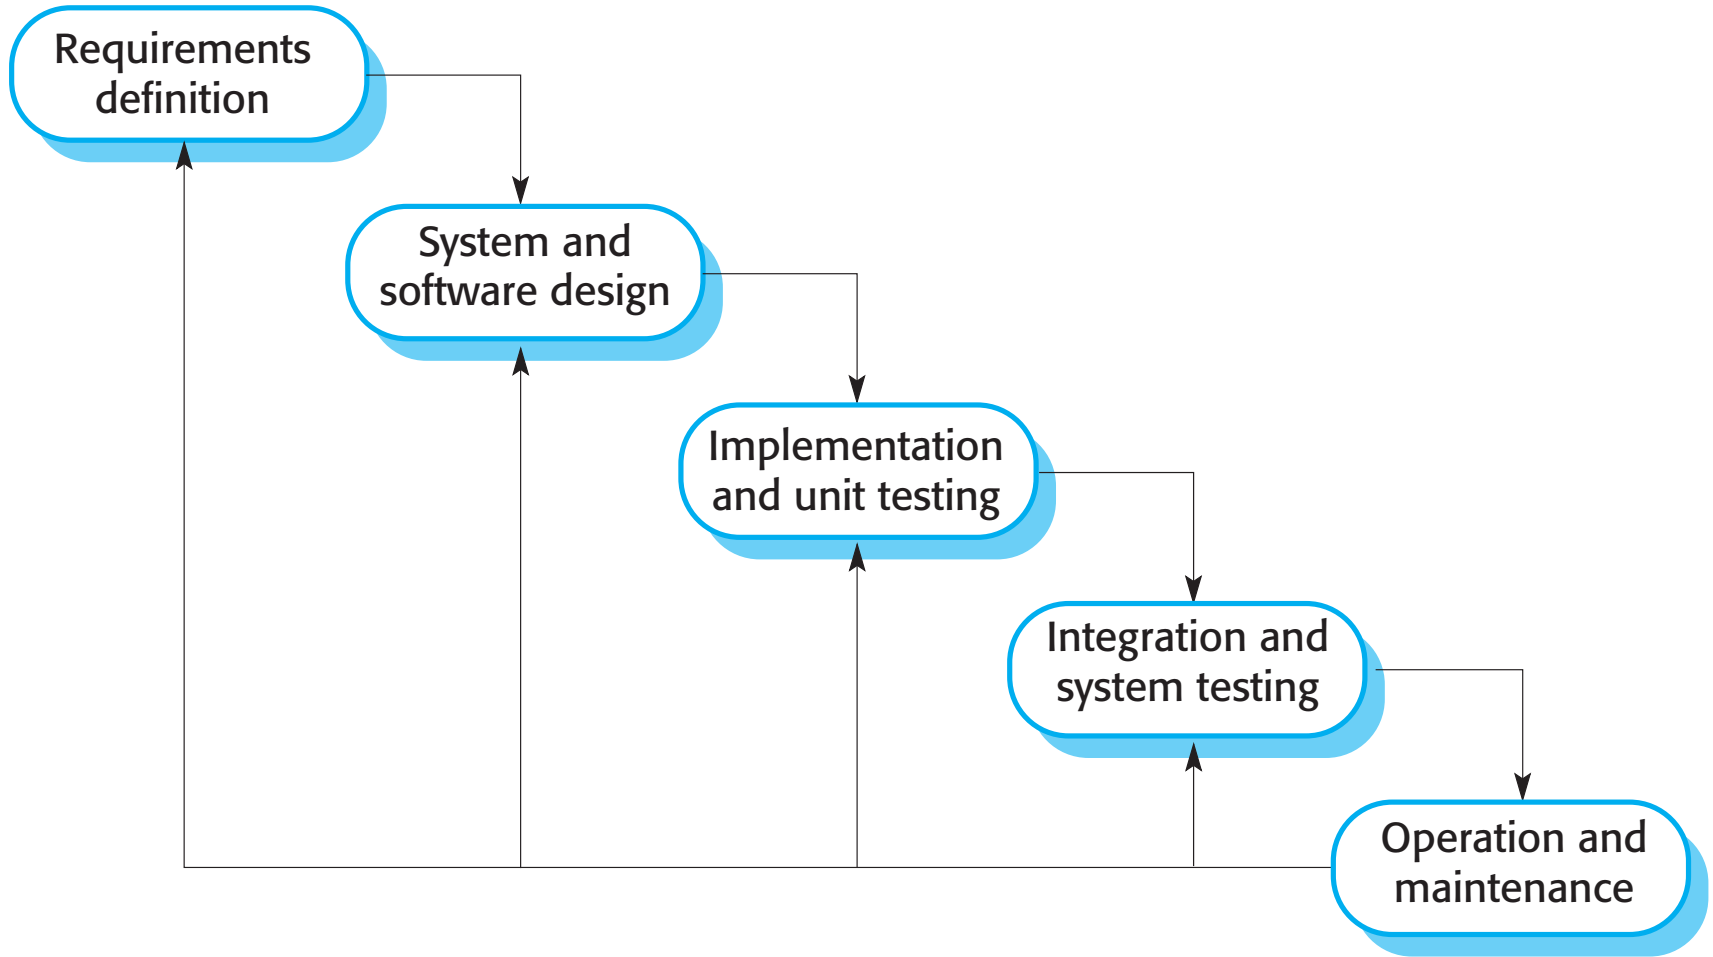 Requirements
definition
System and
software design
Implementation
and unit testing
Integration and
system testing
Operation and
maintenance